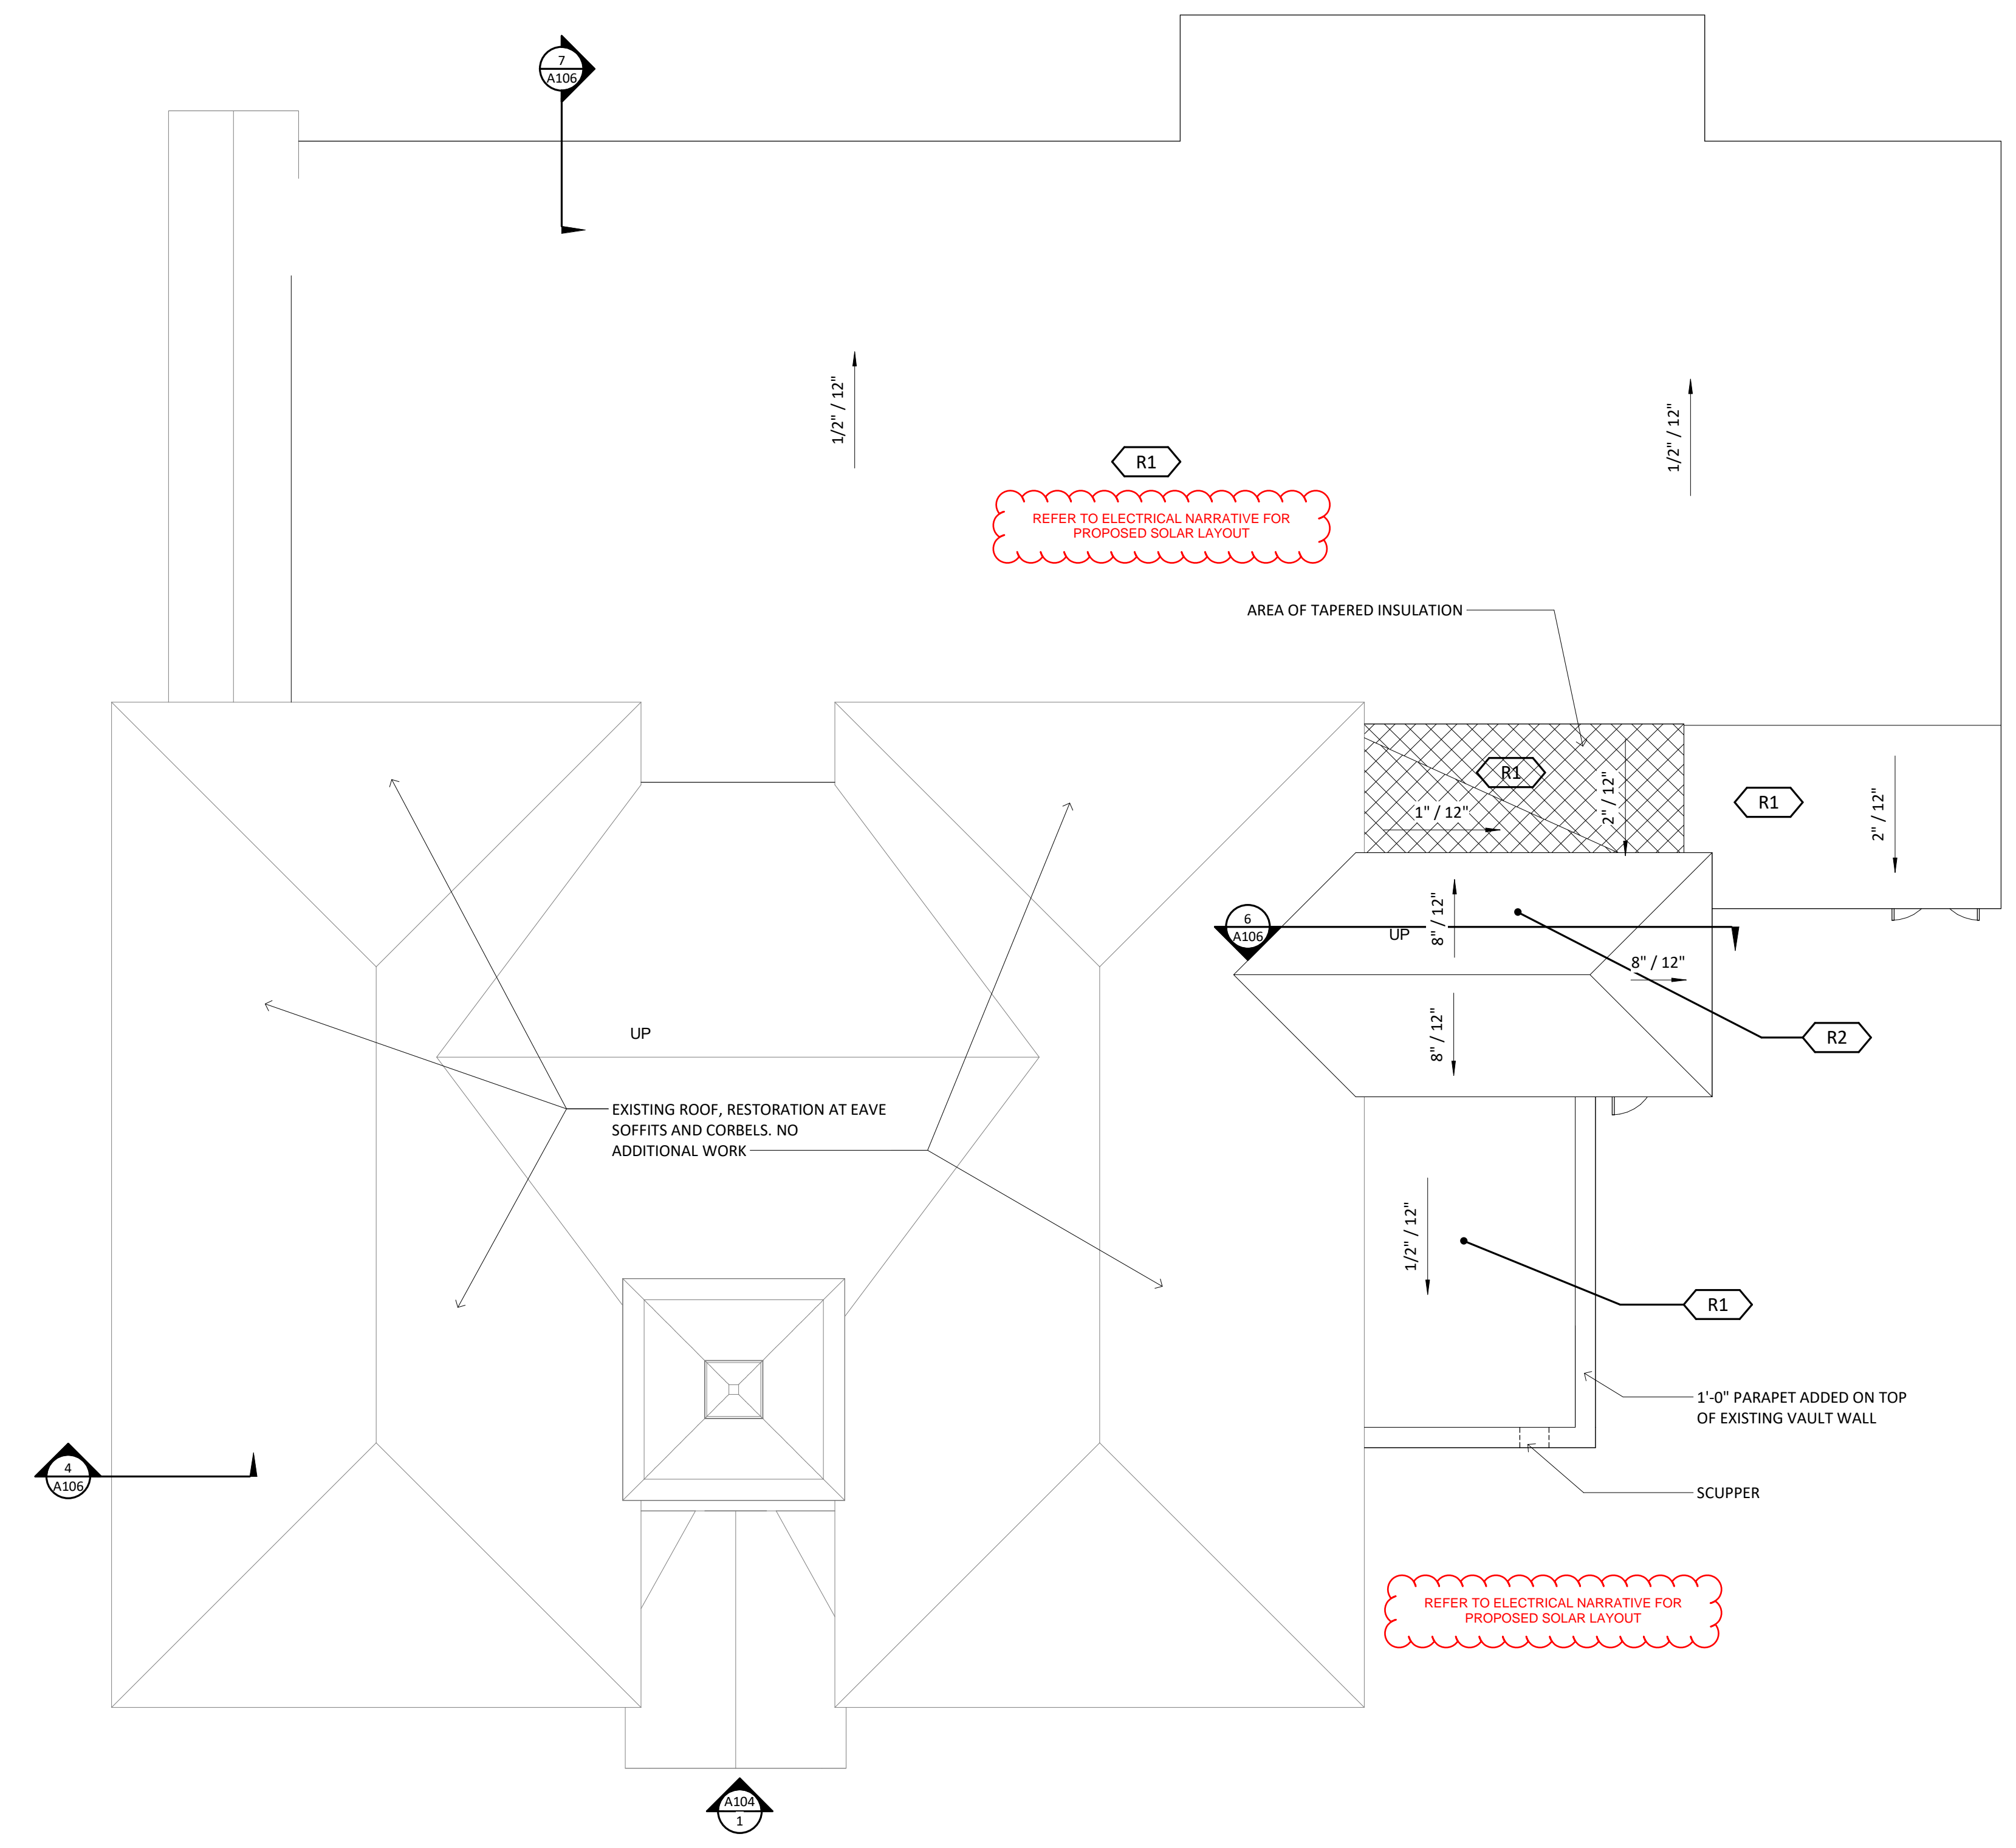 7
A106
1/2" / 12"
1/2" / 12"
R1
REFER TO ELECTRICAL NARRATIVE FOR
PROPOSED SOLAR LAYOUT
AREA OF TAPERED INSULATION
R1
1" / 12"
2" / 12"
R1
2" / 12"
6
A106
UP
8" / 12"
8" / 12"
8" / 12"
R2
UP
EXISTING ROOF, RESTORATION AT EAVE
SOFFITS AND CORBELS. NO
ADDITIONAL WORK
1/2" / 12"
R1
1'-0" PARAPET ADDED ON TOP
OF EXISTING VAULT WALL
SCUPPER
4
A106
REFER TO ELECTRICAL NARRATIVE FOR
PROPOSED SOLAR LAYOUT
A104
1